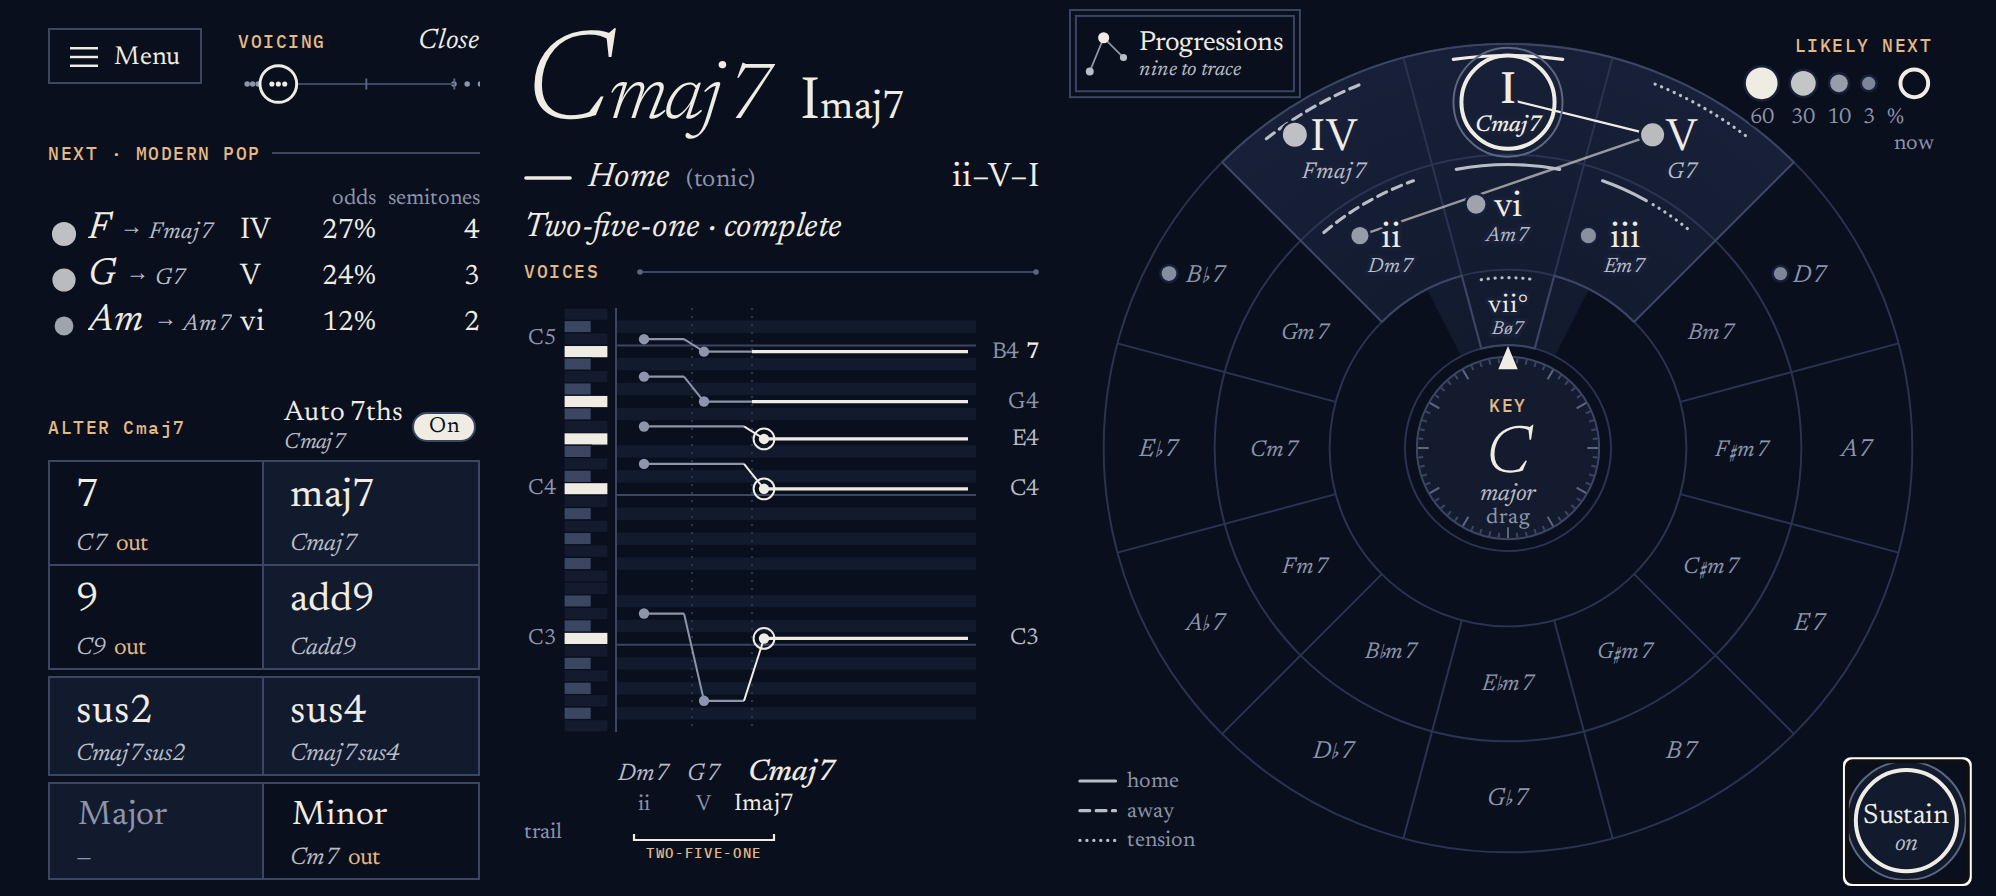 Menu
VOICING Close
NEXT · MODERN POP
odds semitones
F → Fmaj7 IV 27% 4
G → G7 V 24% 3
Am → Am7 vi 12% 2
ALTER Cmaj7
Auto 7ths On
Cmaj7
7 maj7
C7 out Cmaj7
9 add9
C9 out Cadd9
sus2 sus4
Cmaj7sus2 Cmaj7sus4
Major Minor
– Cm7 out
Cmaj7 Imaj7
Home (tonic) ii–V–I
Two-five-one · complete
VOICES
C5
B4 7
G4
E4
C4 C4
C3 C3
Dm7 G7 Cmaj7
ii V Imaj7
trail
TWO-FIVE-ONE
Progressions
nine to trace
LIKELY NEXT
60 30 10 3 %
now
I
Cmaj7
IV
Fmaj7
V
G7
ii
Dm7
vi
Am7
iii
Em7
vii°
Bø7
B♭7
D7
Gm7
Bm7
E♭7
Cm7
F♯m7
A7
KEY
C
major
drag
Fm7
C♯m7
A♭7
E7
B♭m7
G♯m7
E♭m7
D♭7
B7
G♭7
home
away
tension
Sustain
on